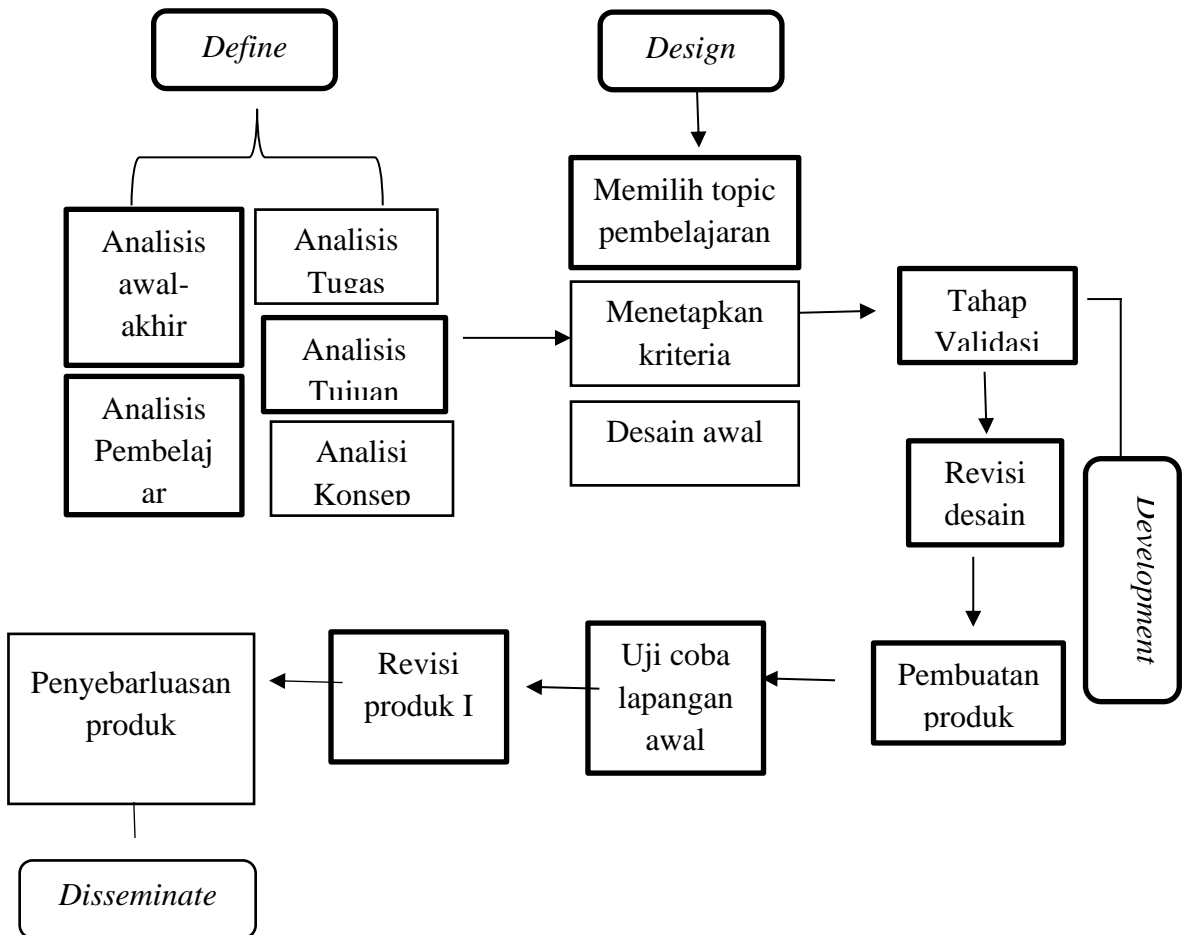 Define
Design
Memilih topic
pembelajaran
Analisis
awal-
akhir
Analisis
Tugas
Menetapkan
kriteria
Tahap
Validasi
Analisis
Tujuan
Analisis
Pembelaj
ar
Desain awal
Analisi
Konsep
Revisi
desain
Development
Penyebarluasan
produk
Revisi
produk I
Uji coba
lapangan
awal
Pembuatan
produk
Disseminate